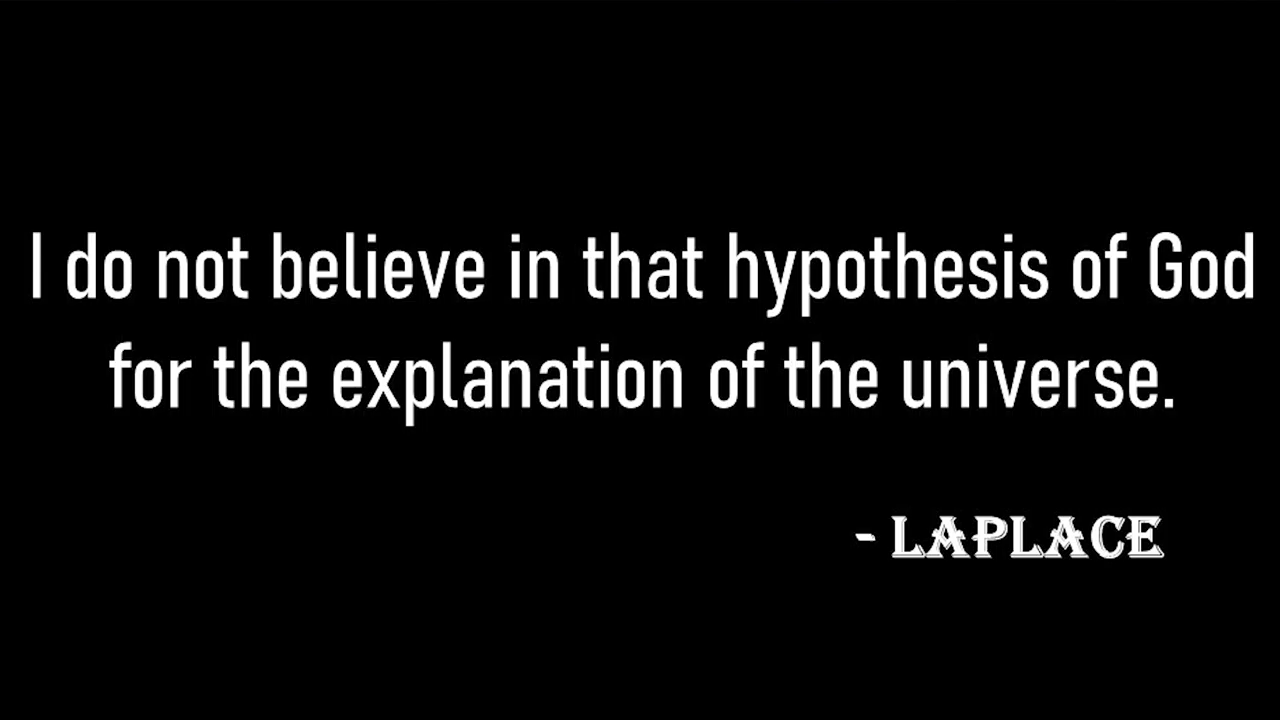 I do not believe in that hypothesis of God
for the explanation of the universe.
- LAPLACE